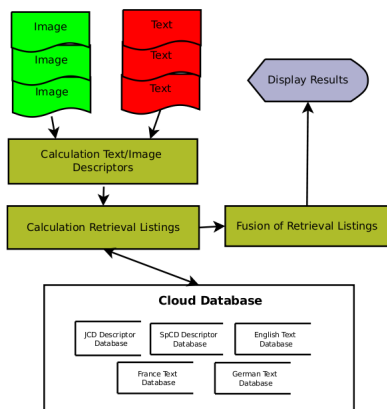 Image
Text
Image
Text
Display Results
Image
Text
Calculation Text/Image
Descriptors
Calculation Retrieval Listings
Fusion of Retrieval Listings
Cloud Database
JCD Descriptor
Database
SpCD Descriptor
Database
English Text
Database
France Text
Database
German Text
Database